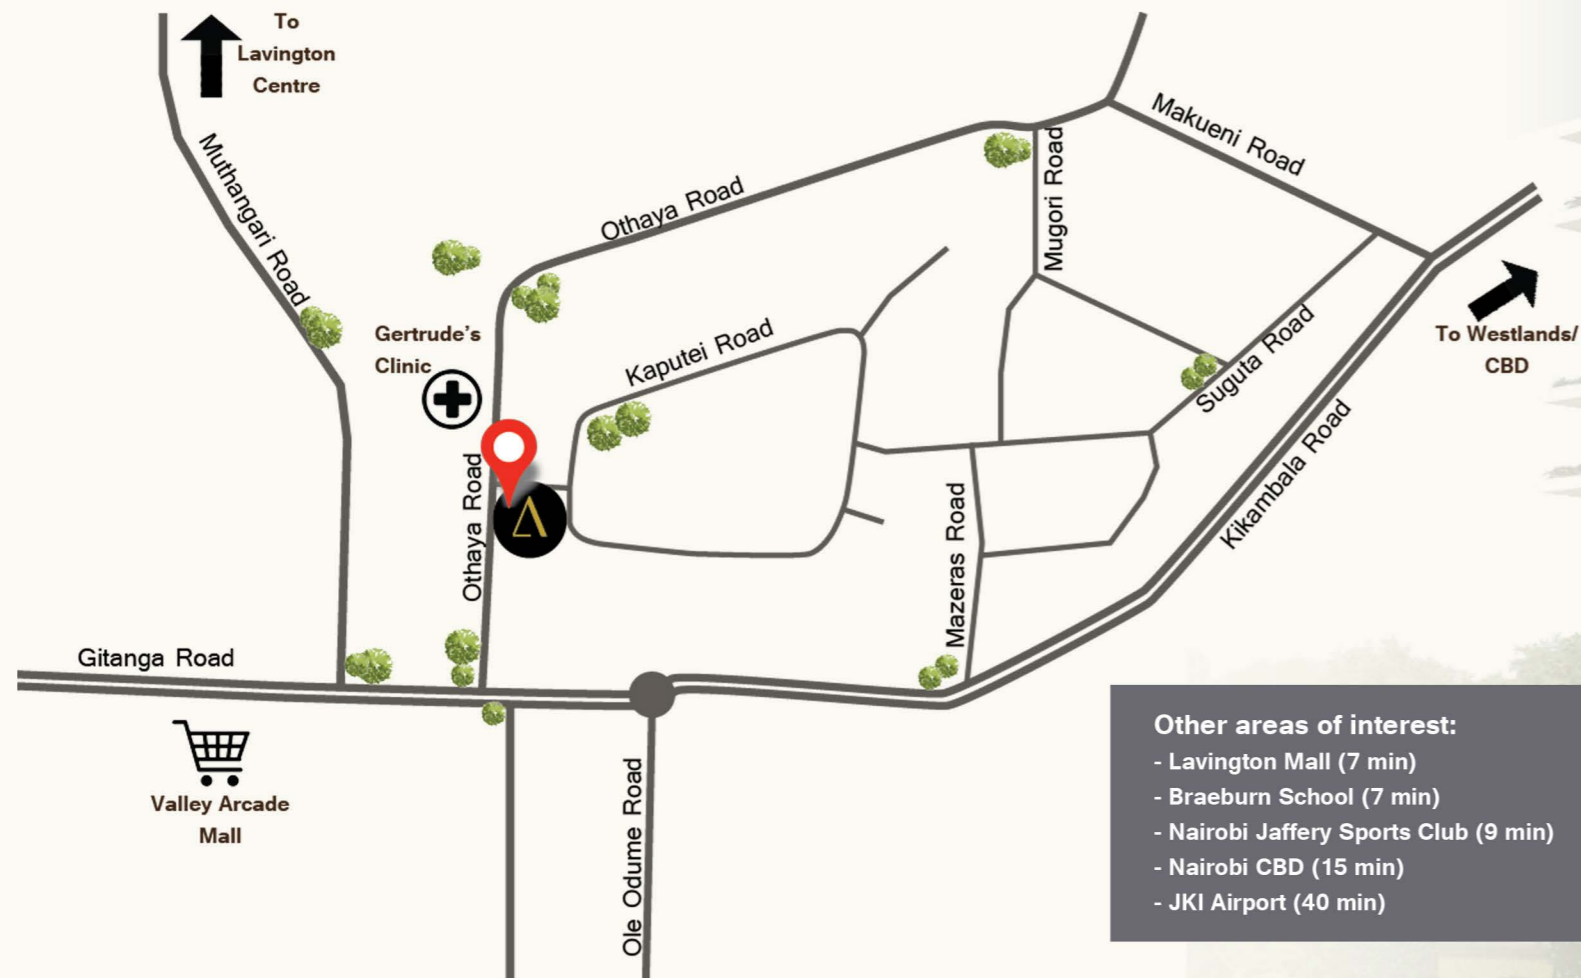 To
Lavington
Centre
Muthangari Road
Makueni Road
Othaya Road
Mugori Road
Gertrude's
Clinic
Kaputei Road
Suguta Road
To Westlands/
CBD
Othaya Road
Mazeras Road
Kikambala Road
Gitanga Road
Valley Arcade
Mall
Ole Odume Road
Other areas of interest:
- Lavington Mall (7 min)
- Braeburn School (7 min)
- Nairobi Jaffery Sports Club (9 min)
- Nairobi CBD (15 min)
- JKI Airport (40 min)